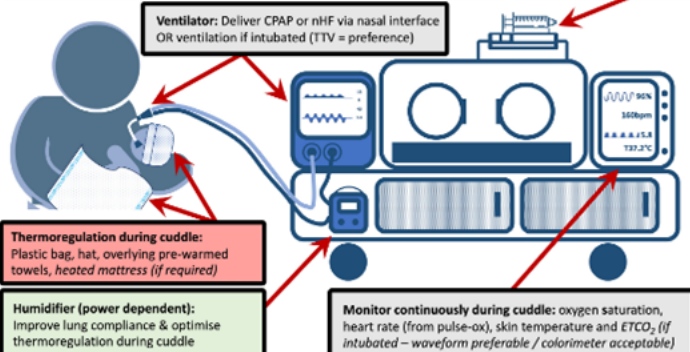 Ventilator: Deliver CPAP or nHF via nasal interface
OR ventilation if intubated (TTV = preference)
96%
160bpm
5.8
T37.2°C
Thermoregulation during cuddle:
Plastic bag, hat, overlying pre-warmed
towels, heated mattress (if required)
Humidifier (power dependent):
Improve lung compliance & optimise
thermoregulation during cuddle
Monitor continuously during cuddle: oxygen saturation,
heart rate (from pulse-ox), skin temperature and ETCO₂ (if
intubated – waveform preferable / colorimeter acceptable)